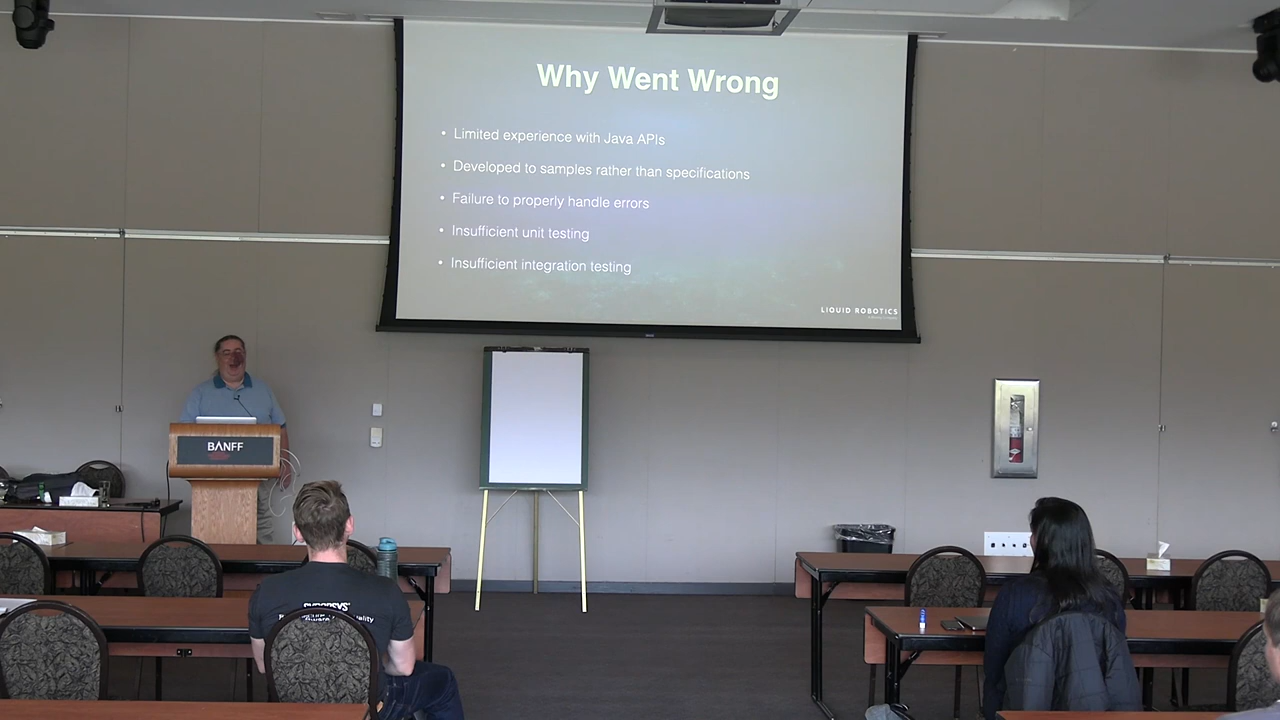 Why Went Wrong
• Limited experience with Java APIs
• Developed to samples rather than specifications
• Failure to properly handle errors
• Insufficient unit testing
• Insufficient integration testing
LIQUID ROBOTICS
BANFF
SYNOPSYS